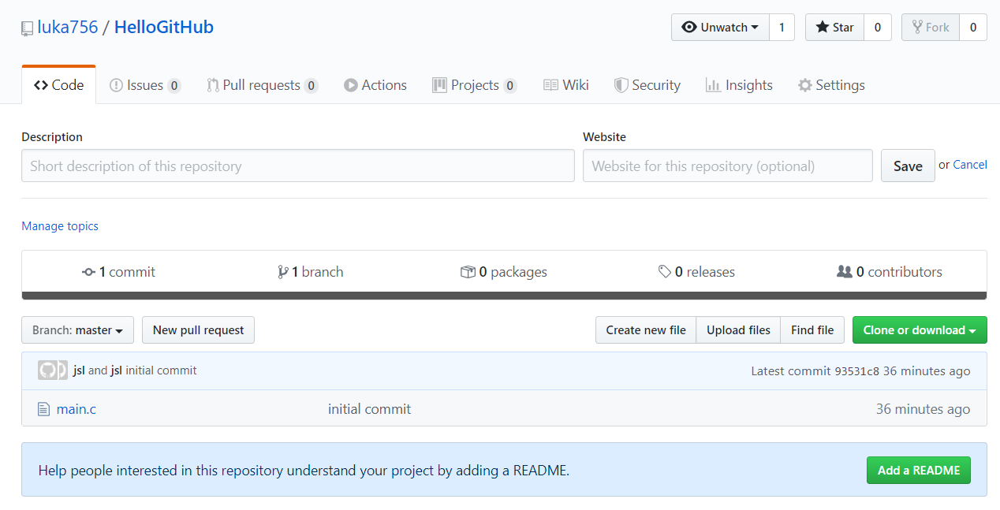 luka756 / HelloGitHub Unwatch 1 Star 0 Fork 0
Code Issues 0 Pull requests 0 Actions Projects 0 Wiki Security Insights Settings
Description Website
Short description of this repository Website for this repository (optional) Save or Cancel
Manage topics
1 commit 1 branch 0 packages 0 releases 0 contributors
Branch: master New pull request Create new file Upload files Find file Clone or download
jsl and jsl initial commit Latest commit 93531c8 36 minutes ago
main.c initial commit 36 minutes ago
Help people interested in this repository understand your project by adding a README. Add a README